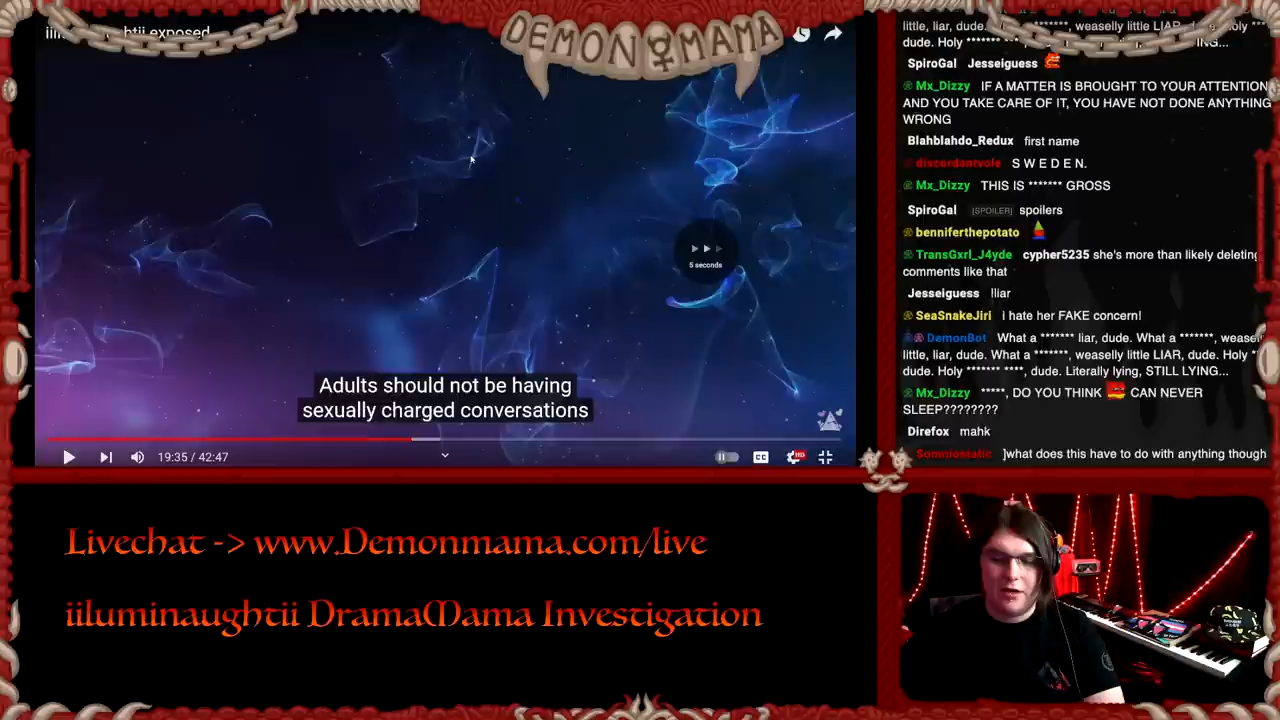 exposed
DEMON MAMA
5 seconds
Adults should not be having
sexually charged conversations
19:35 / 42:47
CC
HD
little, liar, dude. weaselly little LIAR, dude.
dude. Holy ******* ****
SpiroGal Jesseiguess
Mx_Dizzy IF A MATTER IS BROUGHT TO YOUR ATTENTION
AND YOU TAKE CARE OF IT, YOU HAVE NOT DONE ANYTHING
WRONG
Blahblahdo_Redux first name
discordantvole S W E D E N.
Mx_Dizzy THIS IS ******* GROSS
SpiroGal [SPOILER] spoilers
benniferthepotato
TransGxrl_J4yde cypher5235 she's more than likely deleting
comments like that
Jesseiguess !liar
SeaSnakeJiri i hate her FAKE concern!
DemonBot What a ******* liar, dude. What a *******, weaselly
little, liar, dude. What a *******, weaselly little LIAR, dude. Holy
dude. Holy ******* ****, dude. Literally lying, STILL LYING...
Mx_Dizzy *****, DO YOU THINK CAN NEVER
SLEEP????????
Direfox mahk
Somniomatic ]what does this have to do with anything though
Livechat -> www.Demonmama.com/live
iiluminaughtii DramaMama Investigation